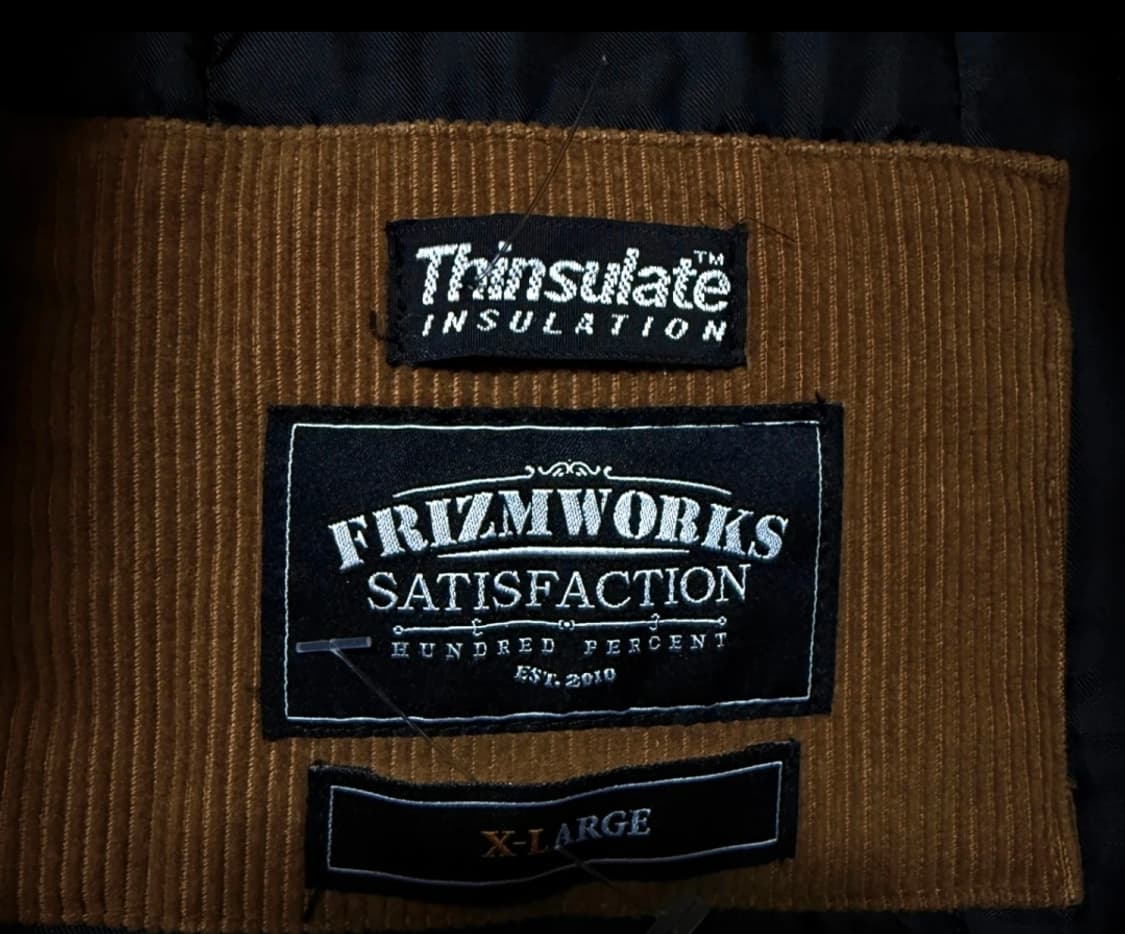 Thinsulate™
INSULATION
FRIZMWORKS
SATISFACTION
HUNDRED PERCENT
EST. 2010
X-LARGE